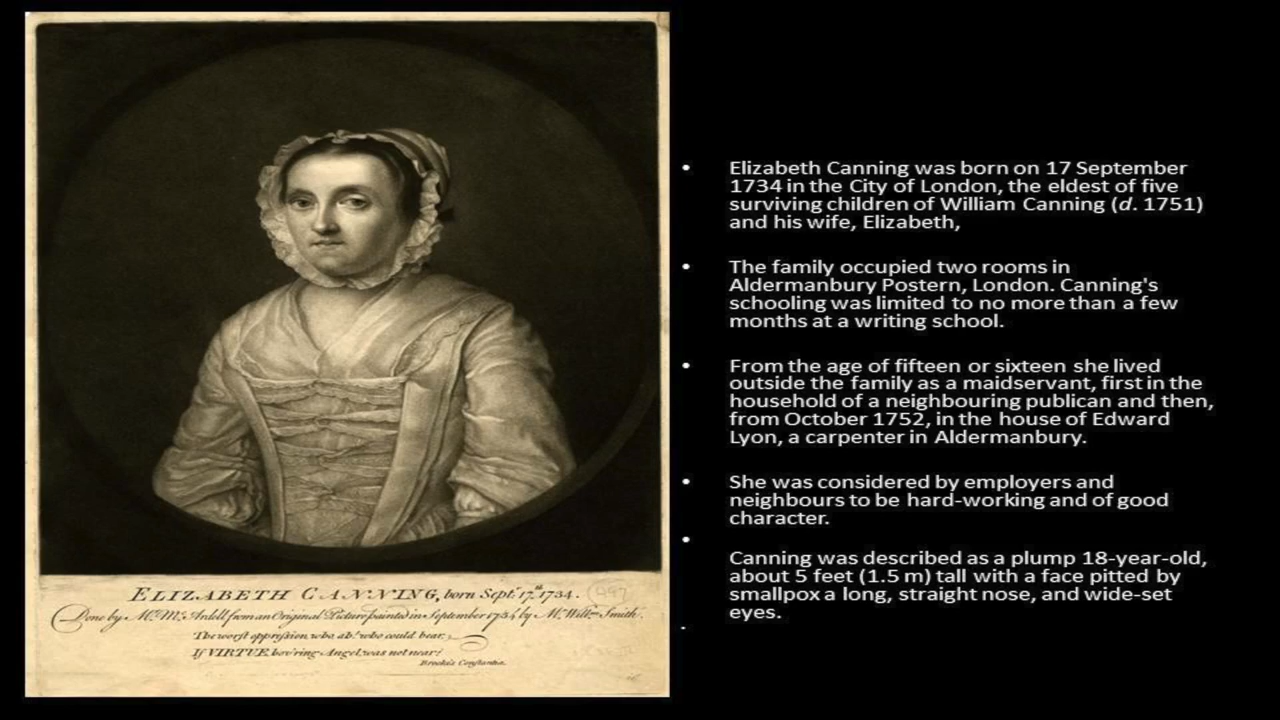 ELIZABETH CANNING, born Sept. 17th 1734.
Done by Mr. Mc. Ardell from an Original Picture painted in September 1754 by Mr. Willm. Smith.
The worst oppression, who ab! who could bear,
If VIRTUE, hov'ring Angel, was not near!
Brooke's Constantia.
• Elizabeth Canning was born on 17 September
1734 in the City of London, the eldest of five
surviving children of William Canning (d. 1751)
and his wife, Elizabeth,
• The family occupied two rooms in
Aldermanbury Postern, London. Canning's
schooling was limited to no more than a few
months at a writing school.
• From the age of fifteen or sixteen she lived
outside the family as a maidservant, first in the
household of a neighbouring publican and then,
from October 1752, in the house of Edward
Lyon, a carpenter in Aldermanbury.
• She was considered by employers and
neighbours to be hard-working and of good
character.
•
Canning was described as a plump 18-year-old,
about 5 feet (1.5 m) tall with a face pitted by
smallpox a long, straight nose, and wide-set
eyes.